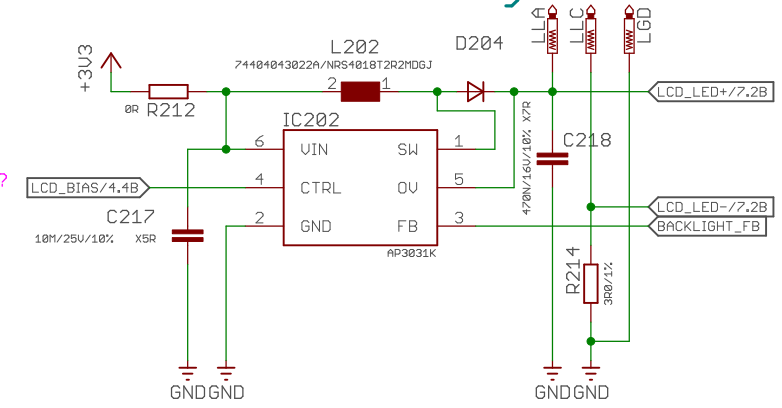 +3V3
LLA
LLC
LGD
L202
74404043022A/NRS4018T2R2MDGJ
2
1
D204
0R
R212
LCD_LED+/7.2B
IC202
6
VIN
SW
1
470N/16V/10% X7R
C218
?
LCD_BIAS/4.4B
4
CTRL
OV
5
C217
10M/25V/10% X5R
2
GND
FB
3
LCD_LED-/7.2B
BACKLIGHT_FB
AP3031K
R214
3R0/1%
GND
GND
GND
GND